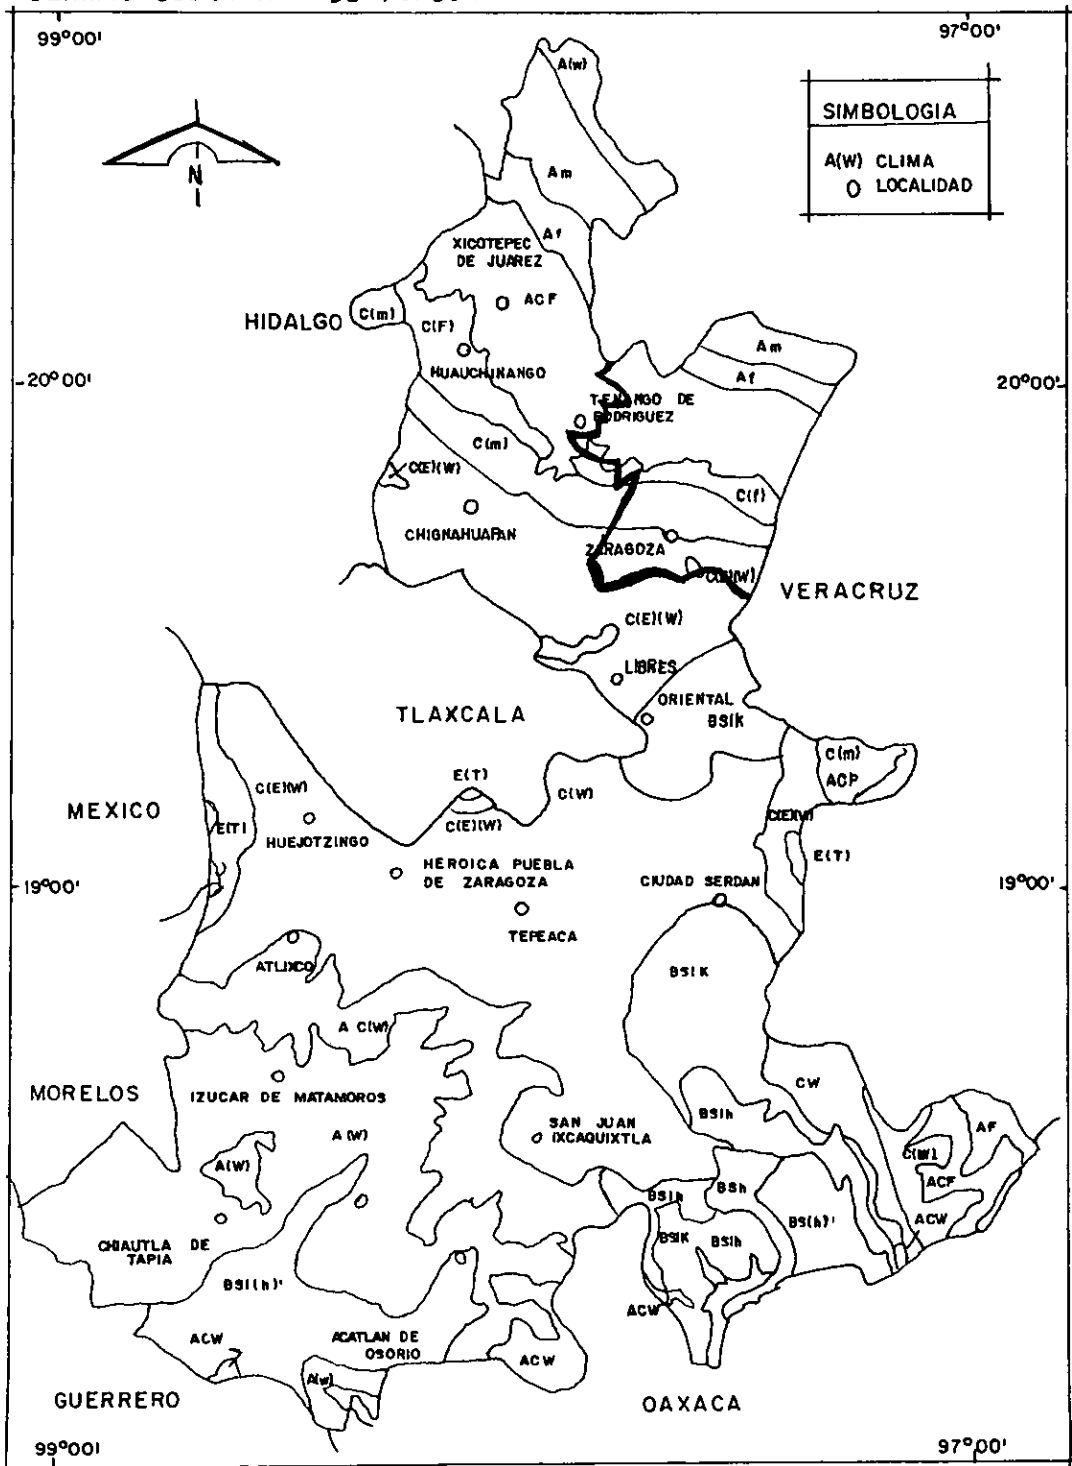 99°00'
97°00'
A(w)
SIMBOLOGIA
A(W) CLIMA
LOCALIDAD
N
Am
Af
XICOTEPEC
DE JUAREZ
ACF
HIDALGO
C(m)
C(F)
HUAUCHINANGO
Am
Af
20°00'
20°00'
TENANGO DE
RODRIGUEZ
C(m)
C(E)(W)
C(f)
CHIGNAHUAPAN
ZARAGOZA
C(E)(W)
VERACRUZ
C(E)(W)
LIBRES
ORIENTAL
BSIK
TLAXCALA
C(m)
ACP
E(T)
C(W)
C(E)(W)
MEXICO
E(T)
HUEJOTZINGO
C(E)(W)
C(E)(W)
E(T)
HEROICA PUEBLA
DE ZARAGOZA
CIUDAD SERDAN
19°00'
19°00'
TEPEACA
ATLIXCO
BSIK
A C(W)
MORELOS
IZUCAR DE MATAMOROS
CW
BSIh
SAN JUAN
IXCAQUIXTLA
A(W)
A(W)
AF
C(W)
ACF
BSIh
BSh
BS(h)'
ACW
BSIK
BSIh
CHIAUTLA DE
TAPIA
BSI(h)'
ACW
ACW
ACATLAN DE
OSORIO
ACW
A(w)
GUERRERO
OAXACA
99°00'
97°00'